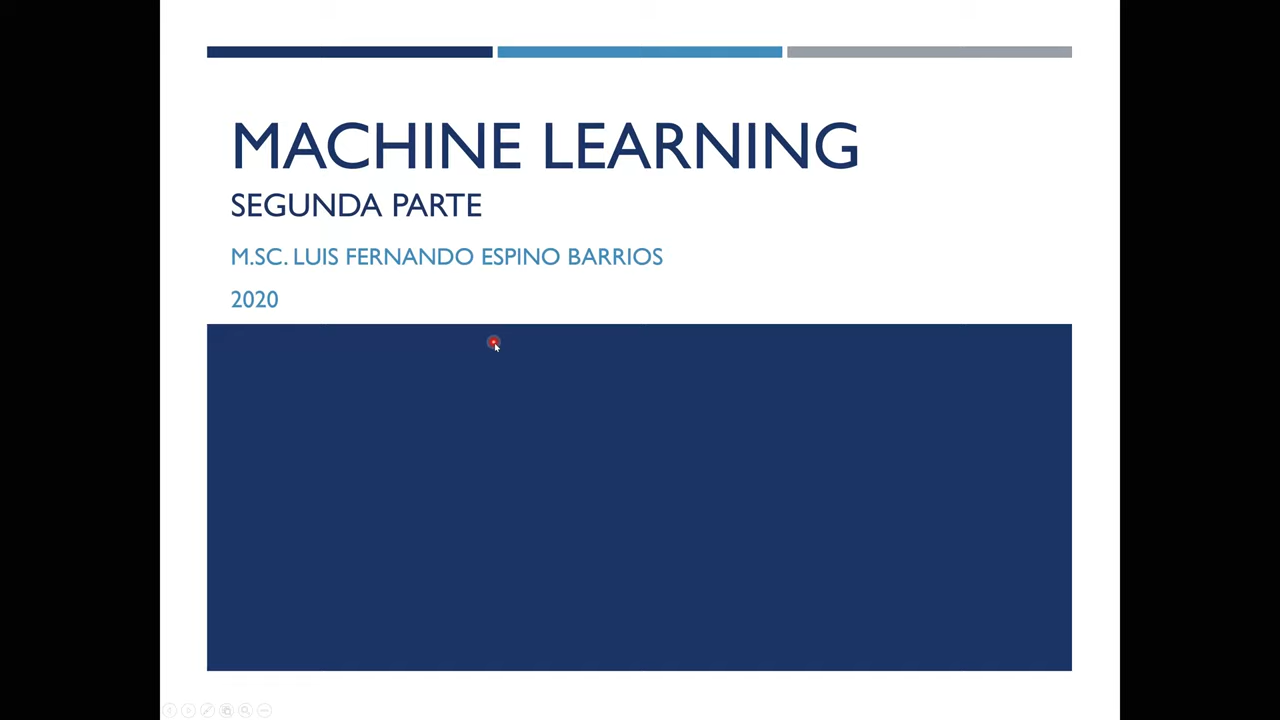 MACHINE LEARNING
SEGUNDA PARTE
M.SC. LUIS FERNANDO ESPINO BARRIOS
2020